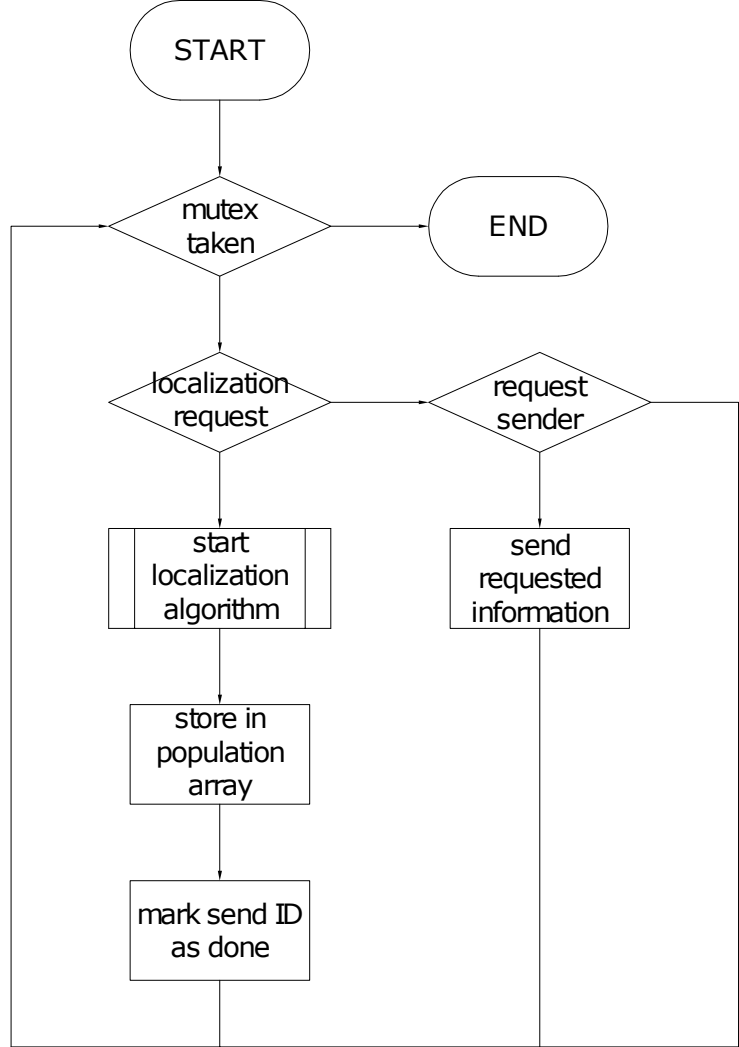 START
mutex
taken
END
localization
request
request
sender
start
localization
algorithm
send
requested
information
store in
population
array
mark send ID
as done